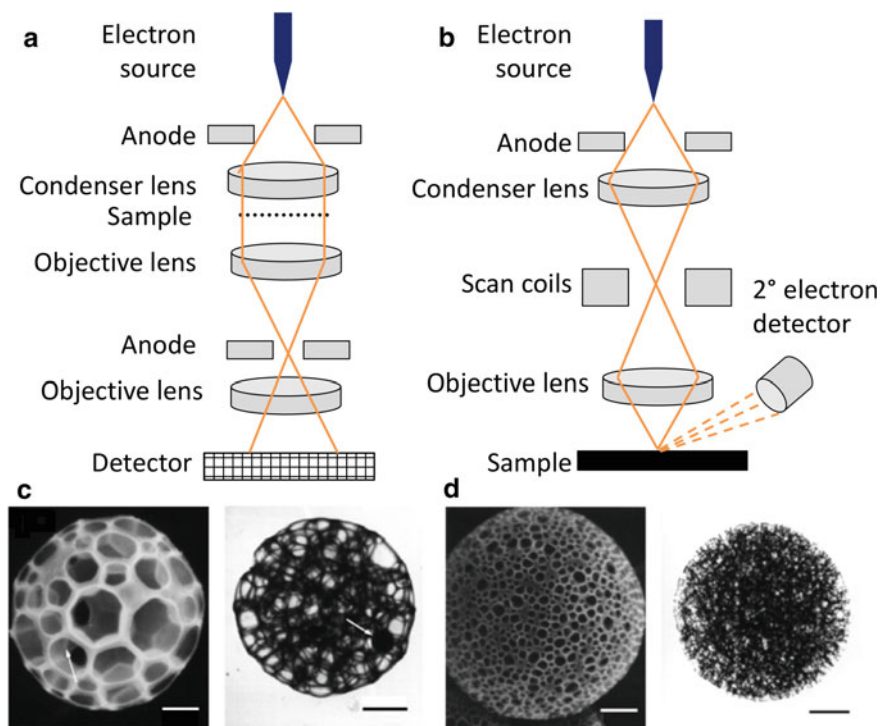 a
Electron
source
Anode
Condenser lens
Sample
Objective lens
Anode
Objective lens
Detector
b
Electron
source
Anode
Condenser lens
Scan coils
2° electron
detector
Objective lens
Sample
c
d